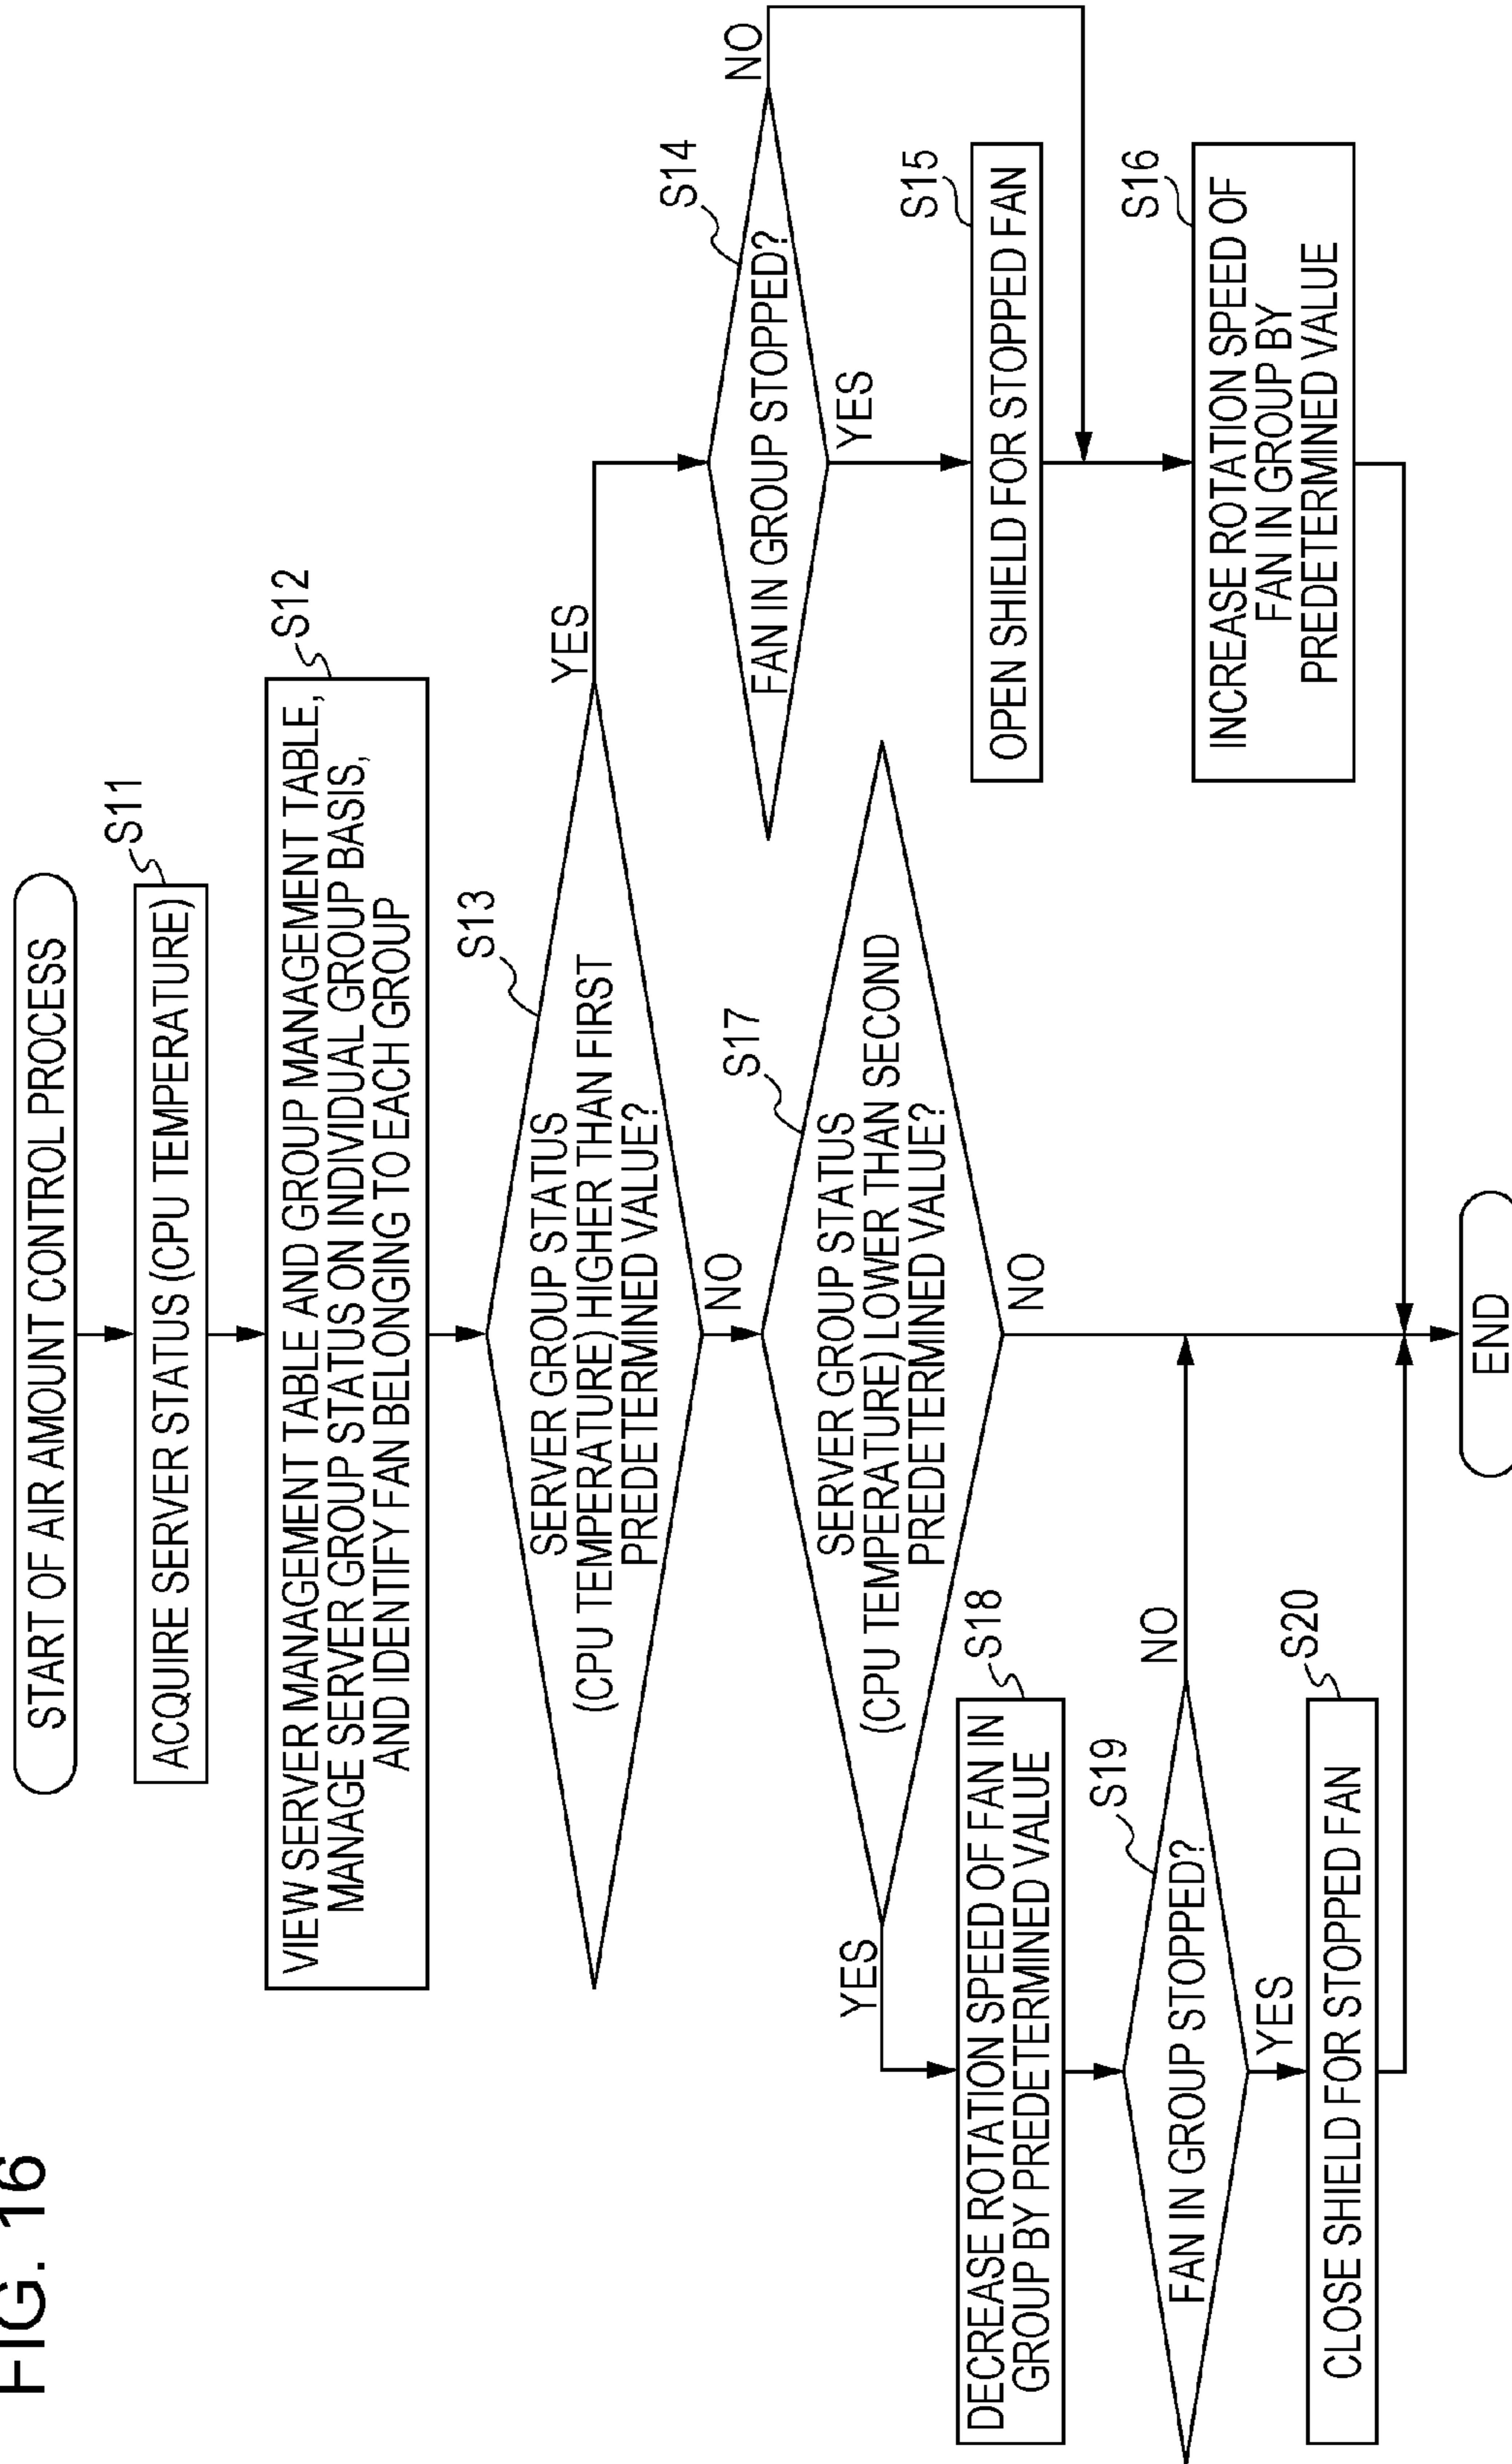 FIG. 16
START OF AIR AMOUNT CONTROL PROCESS
S11
ACQUIRE SERVER STATUS (CPU TEMPERATURE)
S12
VIEW SERVER MANAGEMENT TABLE AND GROUP MANAGEMENT TABLE,
MANAGE SERVER GROUP STATUS ON INDIVIDUAL GROUP BASIS,
AND IDENTIFY FAN BELONGING TO EACH GROUP
S13
SERVER GROUP STATUS
(CPU TEMPERATURE) HIGHER THAN FIRST
PREDETERMINED VALUE?
YES
NO
S14
FAN IN GROUP STOPPED?
NO
YES
S15
OPEN SHIELD FOR STOPPED FAN
S16
INCREASE ROTATION SPEED OF
FAN IN GROUP BY
PREDETERMINED VALUE
S17
SERVER GROUP STATUS
(CPU TEMPERATURE) LOWER THAN SECOND
PREDETERMINED VALUE?
YES
NO
S18
DECREASE ROTATION SPEED OF FAN IN
GROUP BY PREDETERMINED VALUE
S19
FAN IN GROUP STOPPED?
NO
YES
S20
CLOSE SHIELD FOR STOPPED FAN
END